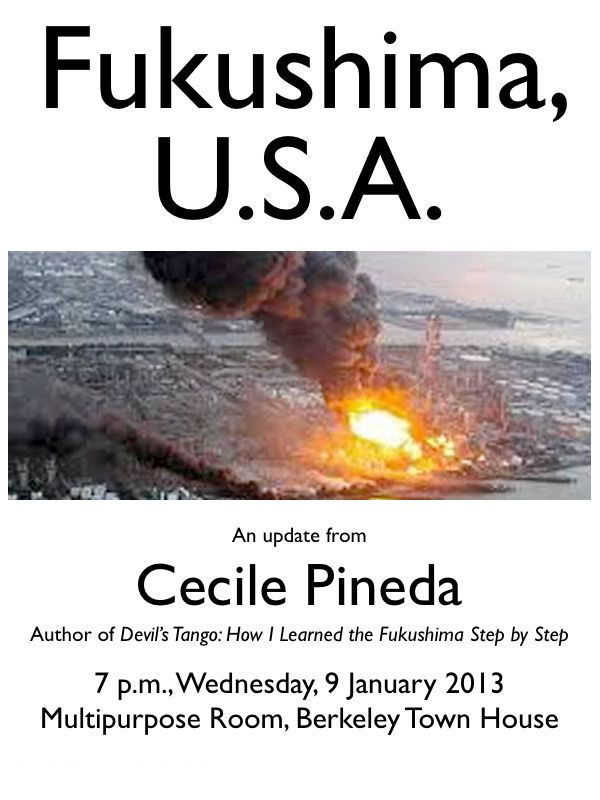 Fukushima,
U.S.A.
An update from
Cecile Pineda
Author of Devil's Tango: How I Learned the Fukushima Step by Step
7 p.m., Wednesday, 9 January 2013
Multipurpose Room, Berkeley Town House